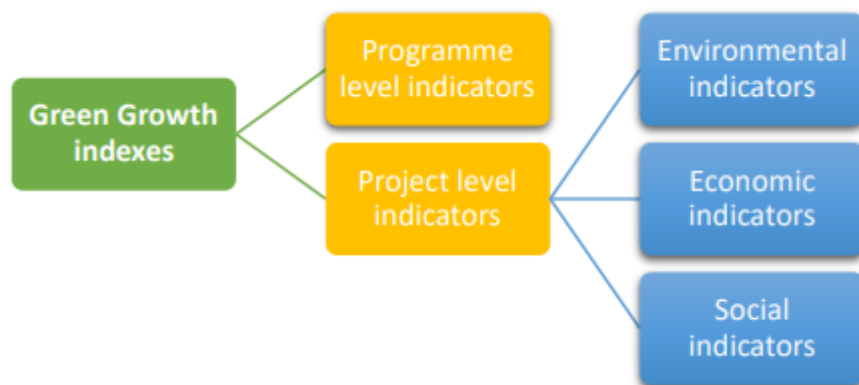 Green Growth
indexes
Programme
level indicators
Project level
indicators
Environmental
indicators
Economic
indicators
Social
indicators